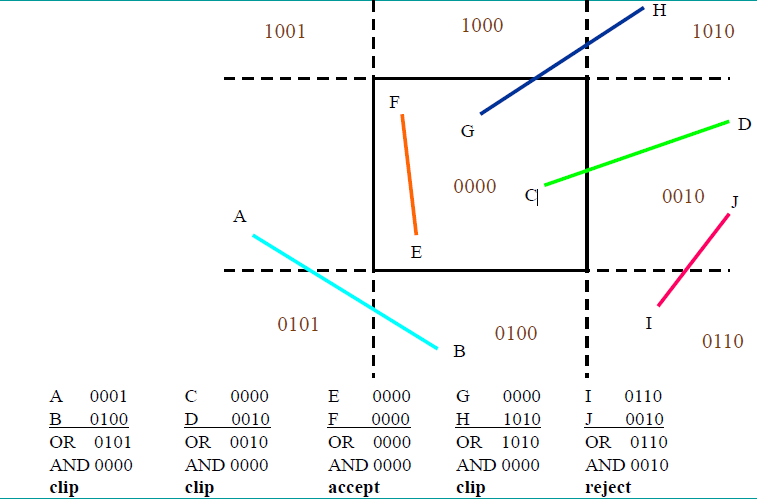 H
1001 1000 1010
F
G
D
0000 C
0010 J
A
E
0101 0100 I
B 0110
A 0001 C 0000 E 0000 G 0000 I 0110
B 0100 D 0010 F 0000 H 1010 J 0010
OR 0101 OR 0010 OR 0000 OR 1010 OR 0110
AND 0000 AND 0000 AND 0000 AND 0000 AND 0010
clip clip accept clip reject